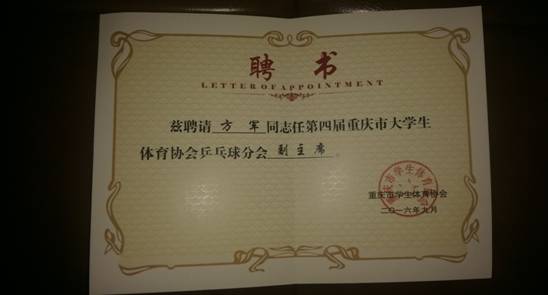 聘书
LETTER OF APPOINTMENT
兹聘请 方军 同志任第四届重庆市大学生
体育协会乒乓球分会 副主席 。
重庆市学生体育协会
二〇一六年九月